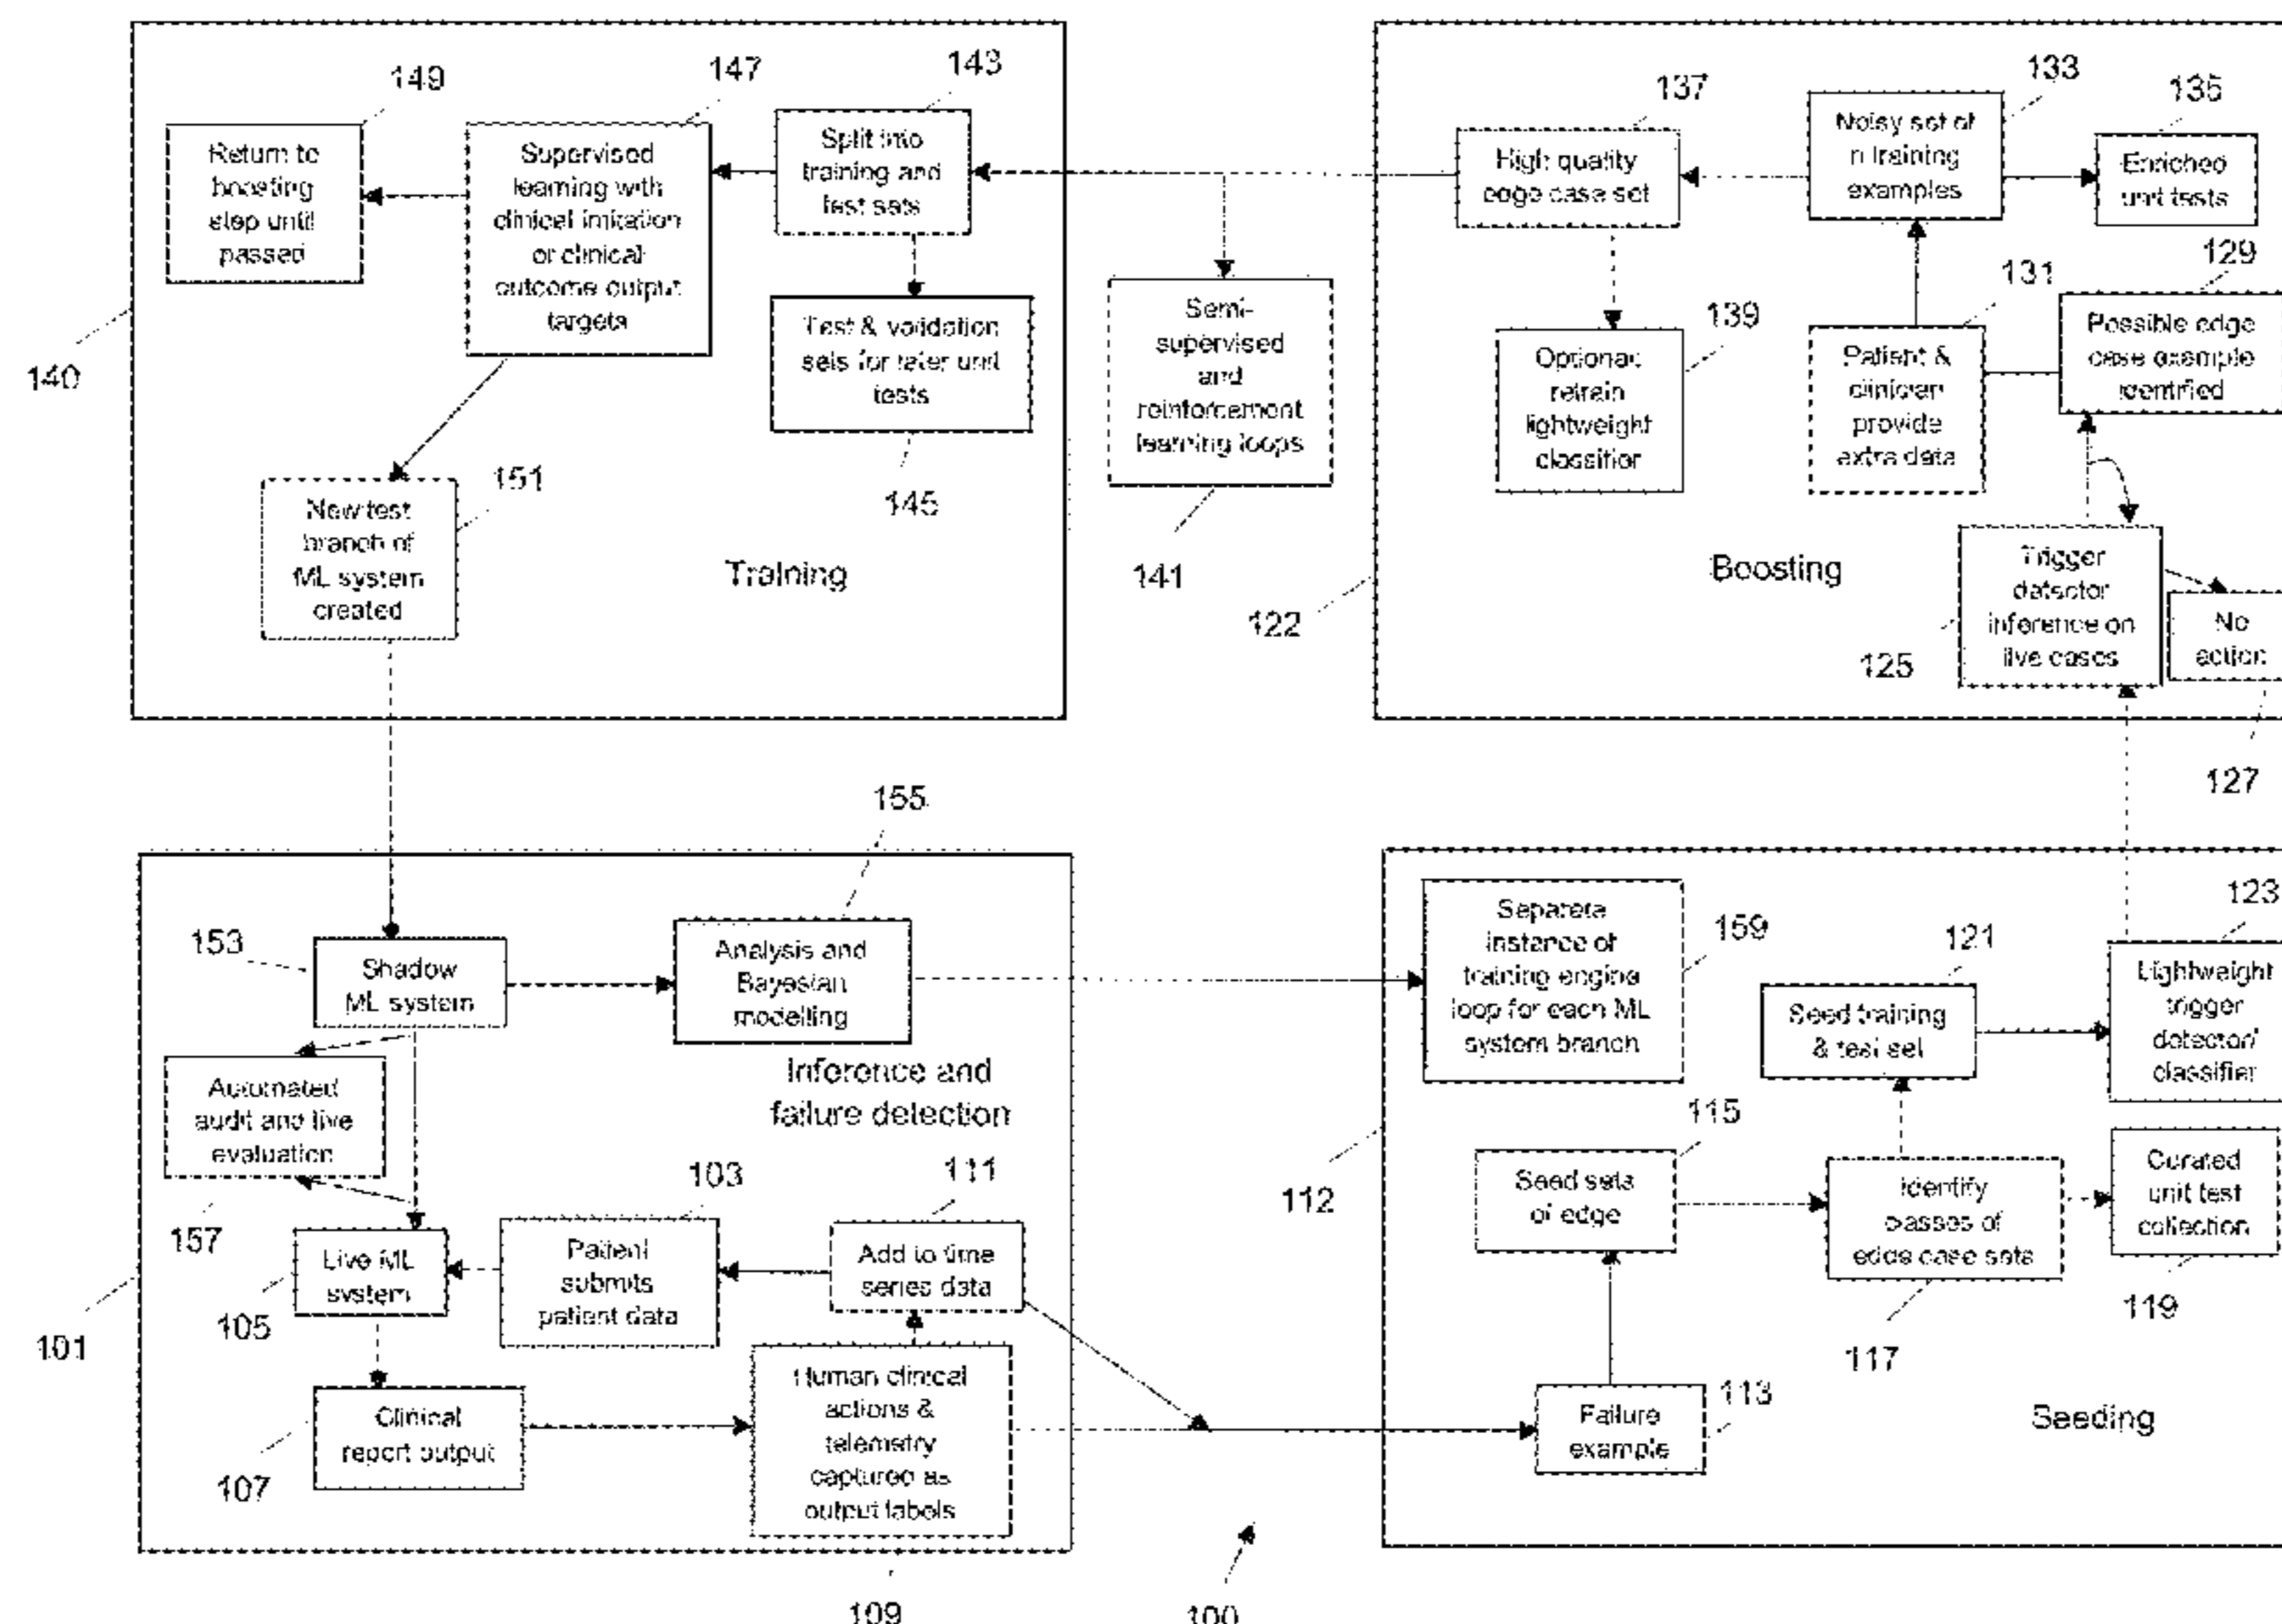 149
147
143
Return to
boosting
step until
passed
Supervised
learning with
clinical imitation
or clinical
outcome output
targets
Split into
training and
test sets
Test & validation
sets for later unit
tests
145
140
New test
branch of
ML system
created
151
Training
Semi-
supervised
and
reinforcement
learning loops
141
137
133
135
High quality
edge case set
Noisy set of
n training
examples
Enriched
unit tests
129
131
139
Optional:
retrain
lightweight
classifier
Patient &
clinician
provide
extra data
Possible edge
case example
identified
Boosting
122
Trigger
detector
inference on
live cases
125
No
action
127
155
153
Shadow
ML system
Analysis and
Bayesian
modelling
Inference and
failure detection
Automated
audit and live
evaluation
157
103
111
Live ML
system
105
Patient
submits
patient data
Add to time
series data
101
107
Clinical
report output
Human clinical
actions &
telemetry
captured as
output labels
109
100
Separate
instance of
training engine
loop for each ML
system branch
159
121
123
Seed training
& test set
Lightweight
trigger
detector/
classifier
115
112
Seed sets
of edge
Identify
classes of
edge case sets
Curated
unit test
collection
119
117
Failure
example
113
Seeding